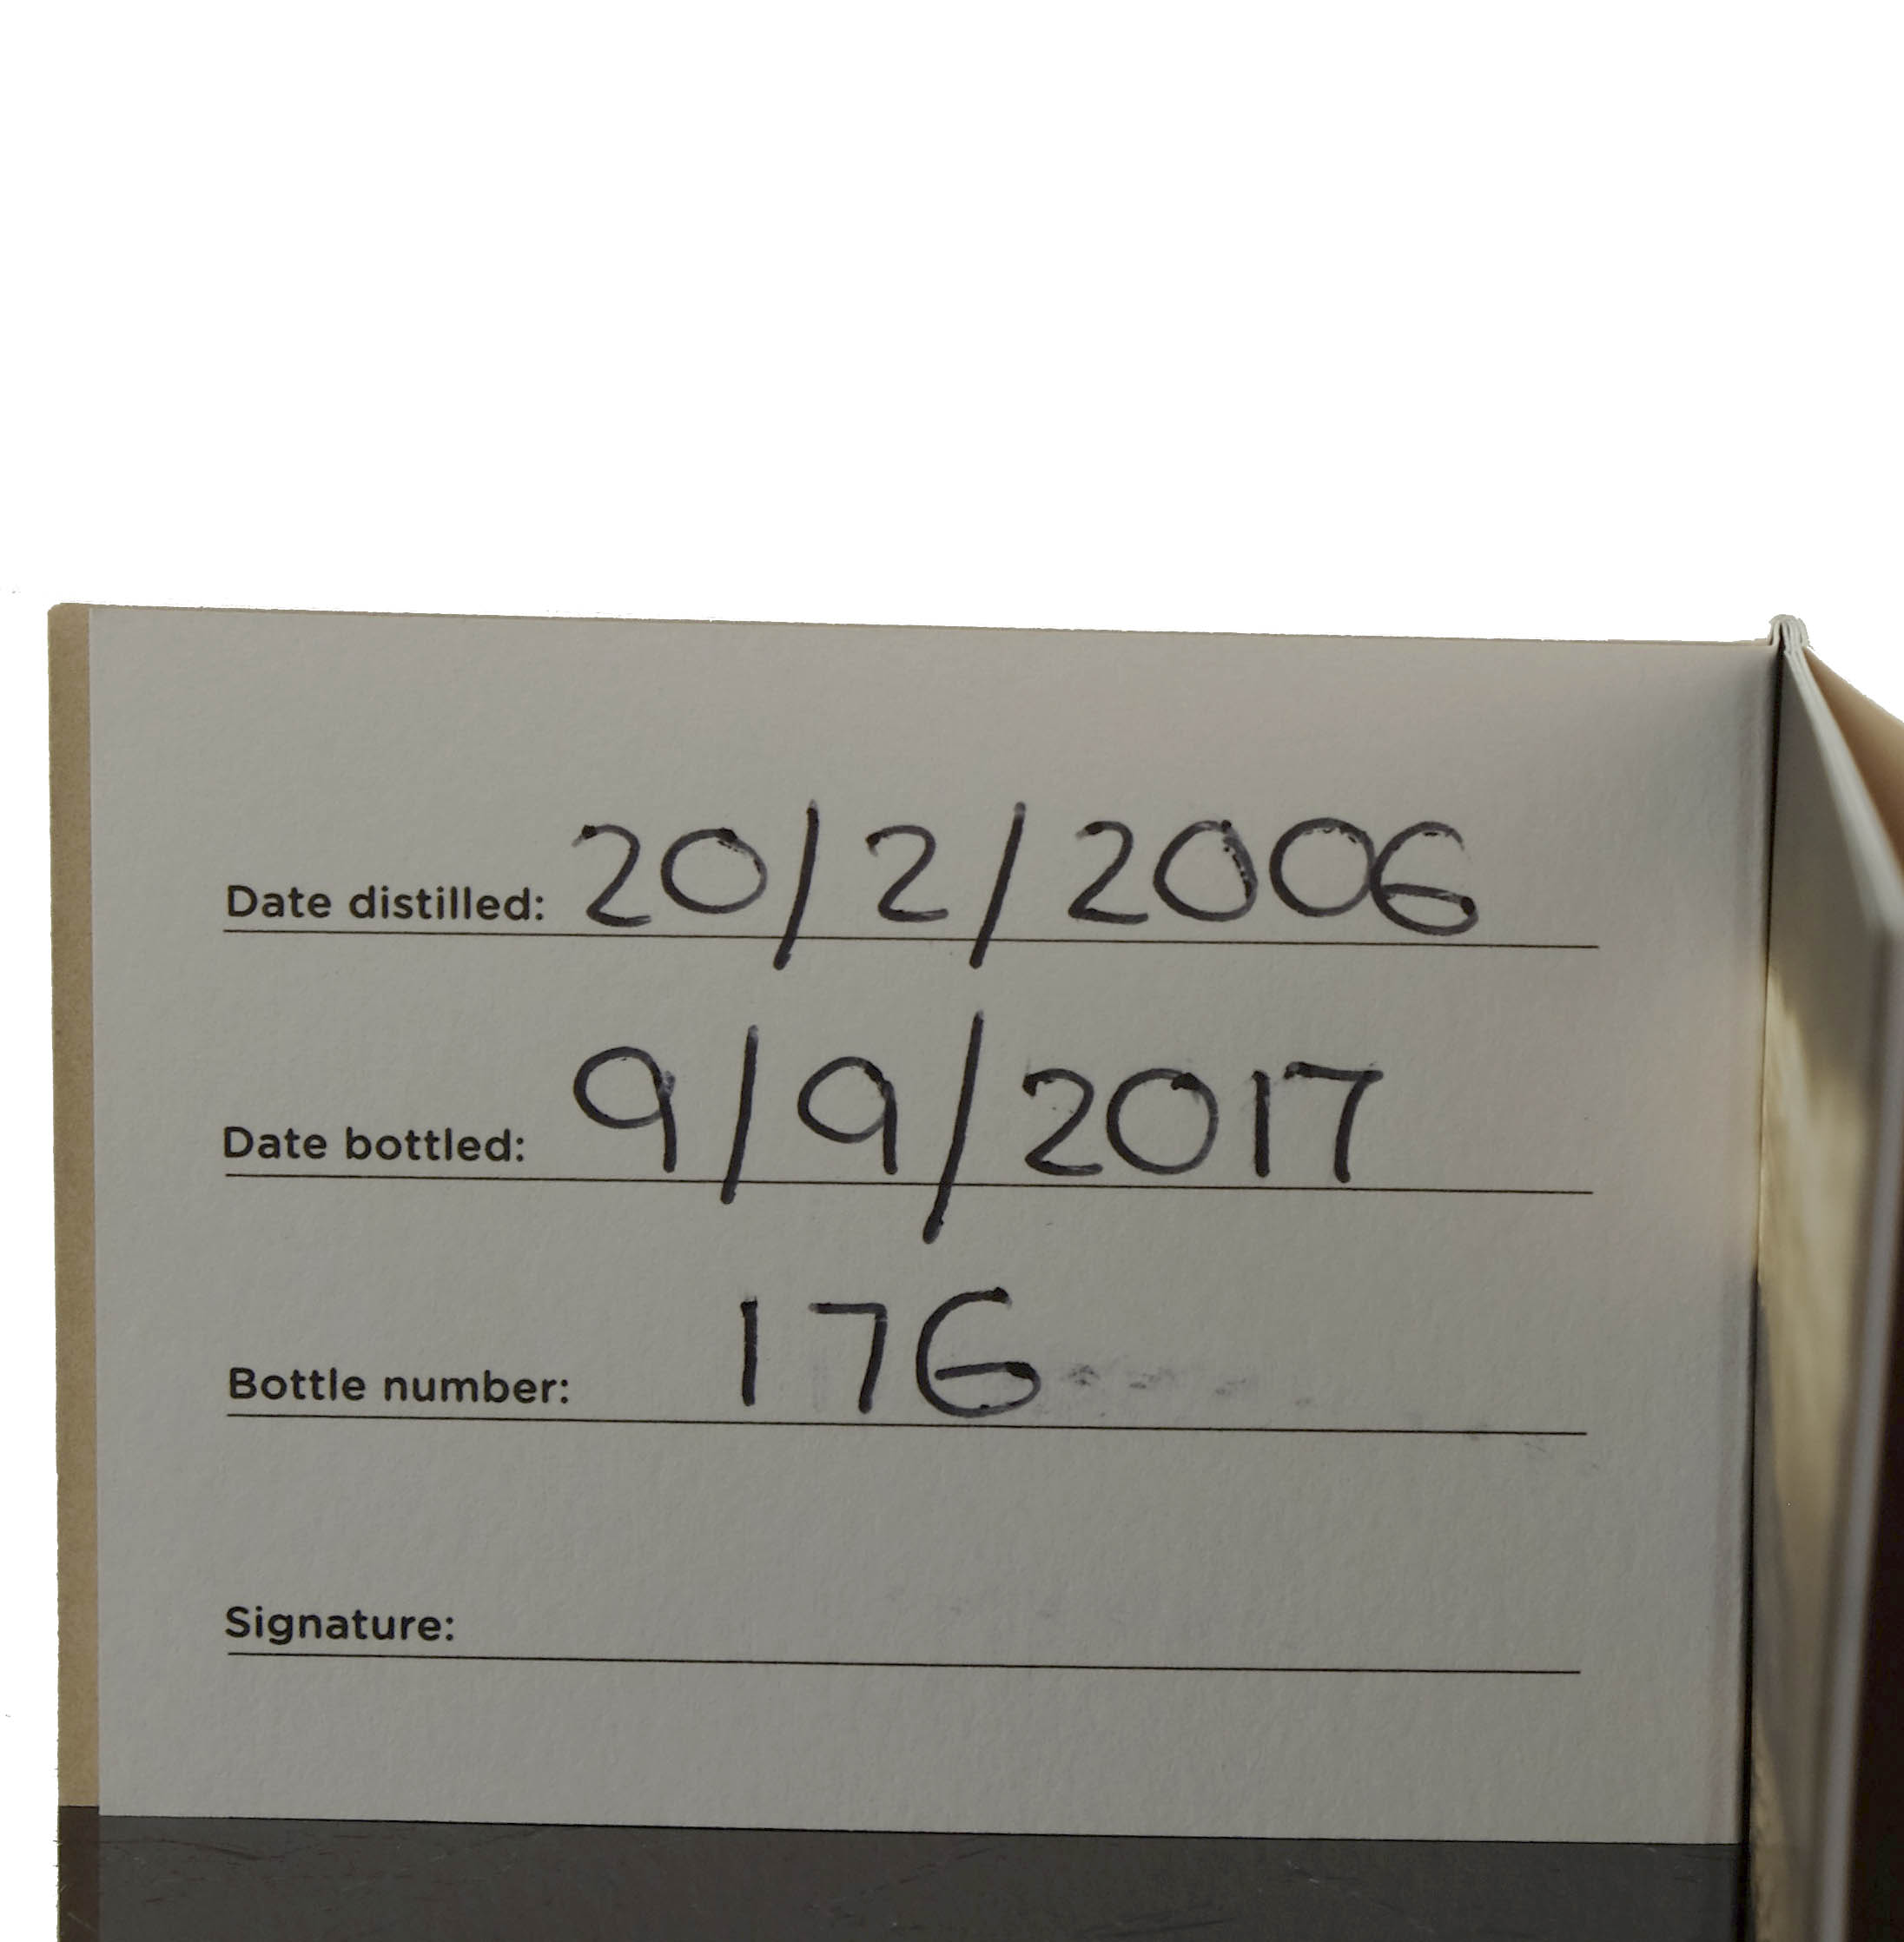 Date distilled: 20/2/2006
Date bottled: 9/9/2017
Bottle number: 176
Signature: